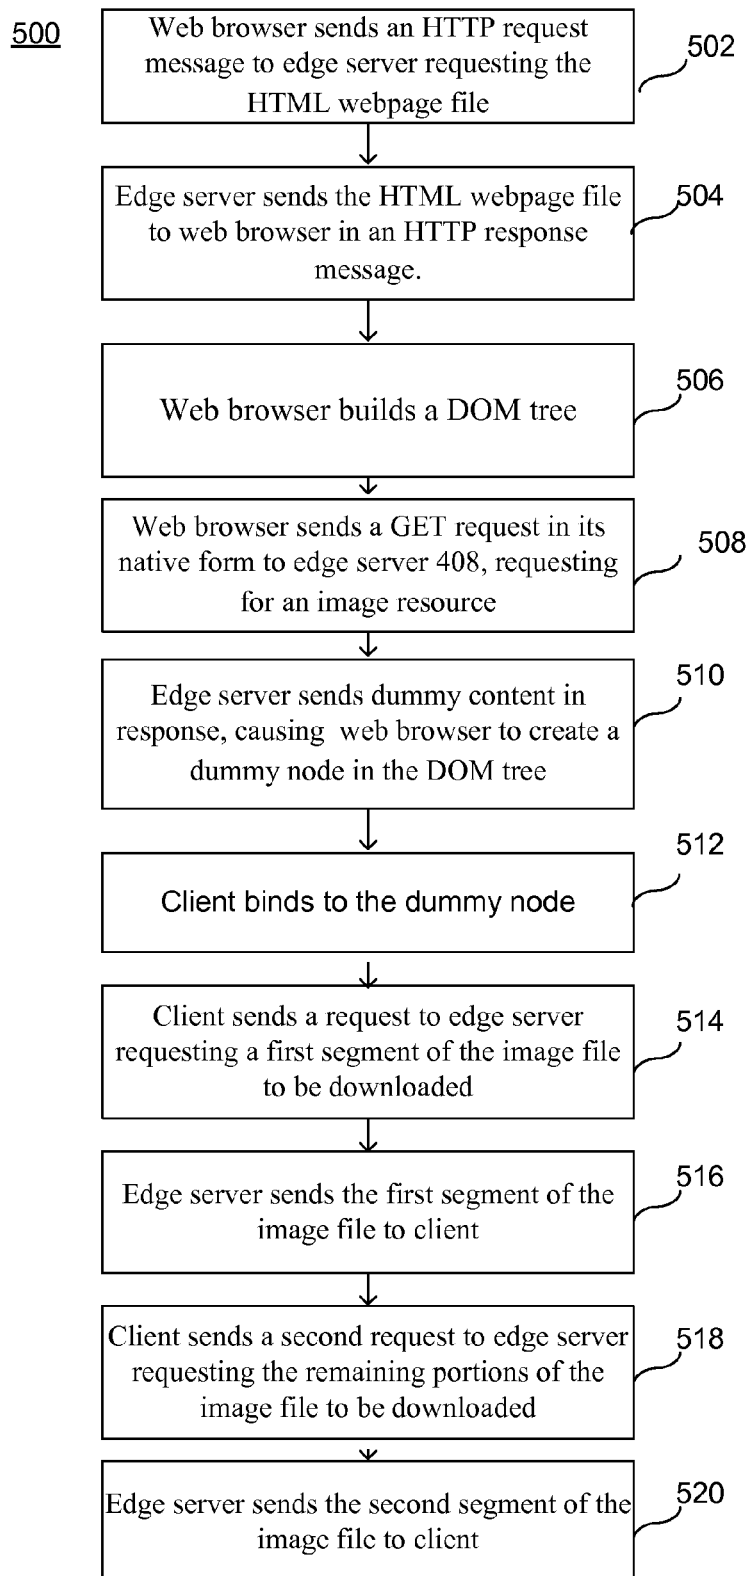 500
Web browser sends an HTTP request
message to edge server requesting the
HTML webpage file
502
Edge server sends the HTML webpage file
to web browser in an HTTP response
message.
504
Web browser builds a DOM tree
506
Web browser sends a GET request in its
native form to edge server 408, requesting
for an image resource
508
Edge server sends dummy content in
response, causing web browser to create a
dummy node in the DOM tree
510
Client binds to the dummy node
512
Client sends a request to edge server
requesting a first segment of the image file
to be downloaded
514
Edge server sends the first segment of the
image file to client
516
Client sends a second request to edge server
requesting the remaining portions of the
image file to be downloaded
518
Edge server sends the second segment of the
image file to client
520